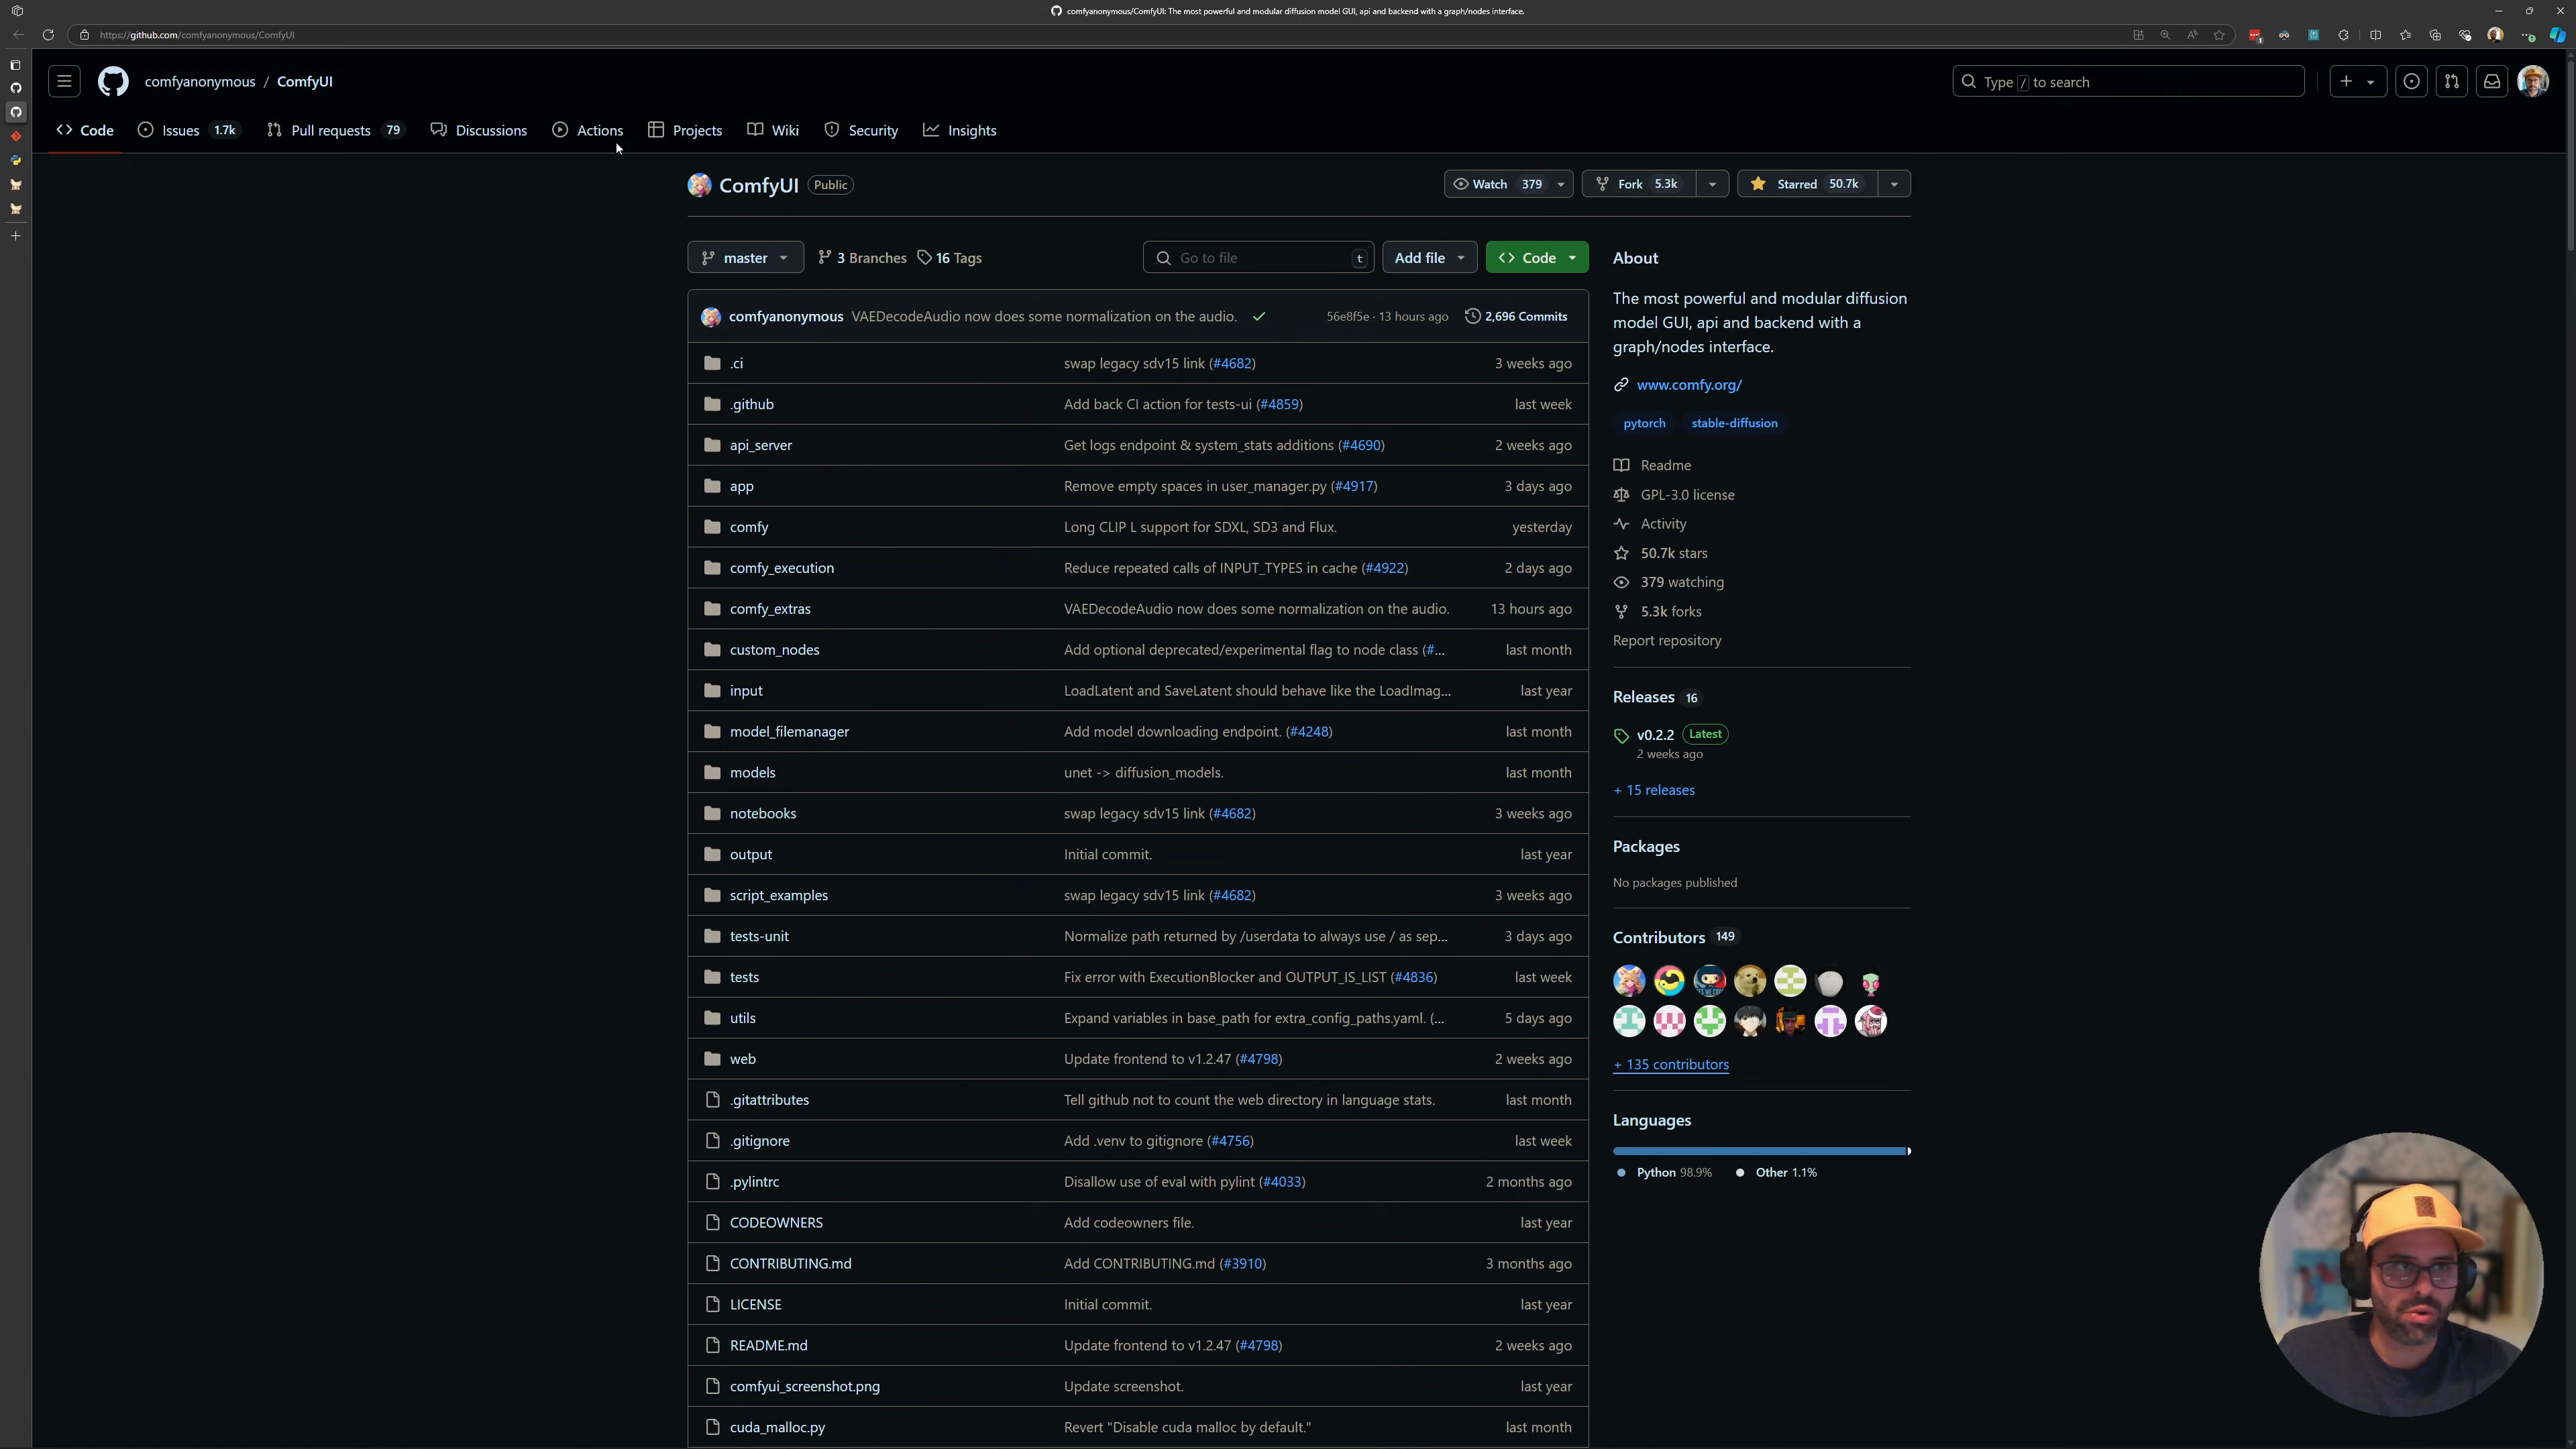 comfyanonymous/ComfyUI: The most powerful and modular diffusion model GUI, api and backend with a graph/nodes interface.
https://github.com/comfyanonymous/ComfyUI
comfyanonymous / ComfyUI
Type / to search
Code
Issues 1.7k
Pull requests 79
Discussions
Actions
Projects
Wiki
Security
Insights
ComfyUI Public
Watch 379
Fork 5.3k
Starred 50.7k
master
3 Branches
16 Tags
Go to file t
Add file
Code
comfyanonymous VAEDecodeAudio now does some normalization on the audio. 56e8f5e · 13 hours ago 2,696 Commits
.ci swap legacy sdv15 link (#4682) 3 weeks ago
.github Add back CI action for tests-ui (#4859) last week
api_server Get logs endpoint & system_stats additions (#4690) 2 weeks ago
app Remove empty spaces in user_manager.py (#4917) 3 days ago
comfy Long CLIP L support for SDXL, SD3 and Flux. yesterday
comfy_execution Reduce repeated calls of INPUT_TYPES in cache (#4922) 2 days ago
comfy_extras VAEDecodeAudio now does some normalization on the audio. 13 hours ago
custom_nodes Add optional deprecated/experimental flag to node class (#... last month
input LoadLatent and SaveLatent should behave like the LoadImag... last year
model_filemanager Add model downloading endpoint. (#4248) last month
models unet -> diffusion_models. last month
notebooks swap legacy sdv15 link (#4682) 3 weeks ago
output Initial commit. last year
script_examples swap legacy sdv15 link (#4682) 3 weeks ago
tests-unit Normalize path returned by /userdata to always use / as sep... 3 days ago
tests Fix error with ExecutionBlocker and OUTPUT_IS_LIST (#4836) last week
utils Expand variables in base_path for extra_config_paths.yaml. (... 5 days ago
web Update frontend to v1.2.47 (#4798) 2 weeks ago
.gitattributes Tell github not to count the web directory in language stats. last month
.gitignore Add .venv to gitignore (#4756) last week
.pylintrc Disallow use of eval with pylint (#4033) 2 months ago
CODEOWNERS Add codeowners file. last year
CONTRIBUTING.md Add CONTRIBUTING.md (#3910) 3 months ago
LICENSE Initial commit. last year
README.md Update frontend to v1.2.47 (#4798) 2 weeks ago
comfyui_screenshot.png Update screenshot. last year
cuda_malloc.py Revert "Disable cuda malloc by default." last month
About
The most powerful and modular diffusion
model GUI, api and backend with a
graph/nodes interface.
www.comfy.org/
pytorch stable-diffusion
Readme
GPL-3.0 license
Activity
50.7k stars
379 watching
5.3k forks
Report repository
Releases 16
v0.2.2 Latest
2 weeks ago
+ 15 releases
Packages
No packages published
Contributors 149
+ 135 contributors
Languages
Python 98.9% Other 1.1%